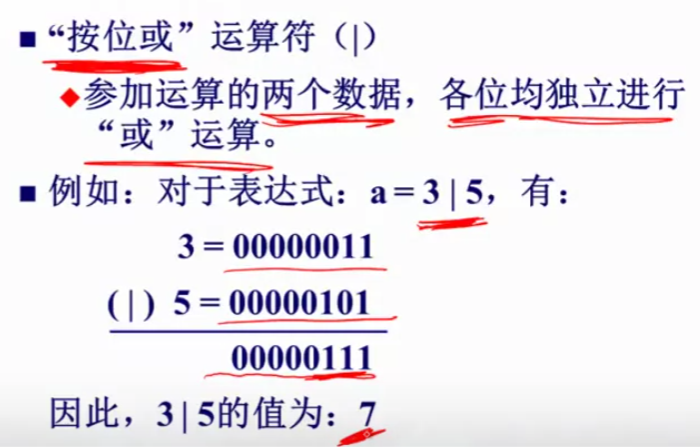 ■“按位或”运算符（|）
◆参加运算的两个数据，各位均独立进行
“或”运算。
■ 例如：对于表达式：a = 3 | 5，有：
3 = 00000011
( | ) 5 = 00000101
00000111
因此，3 | 5的值为：7